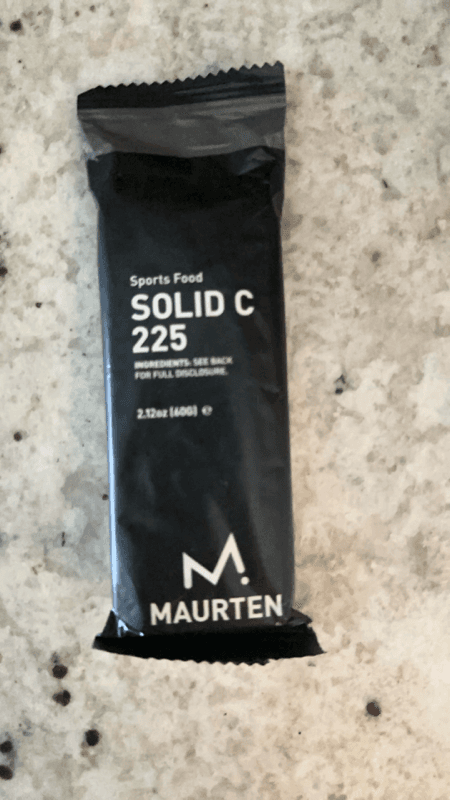 Sports Food
SOLID C
225
INGREDIENTS: SEE BACK
FOR FULL DISCLOSURE.
2.12oz (60G) ℮
M.
MAURTEN